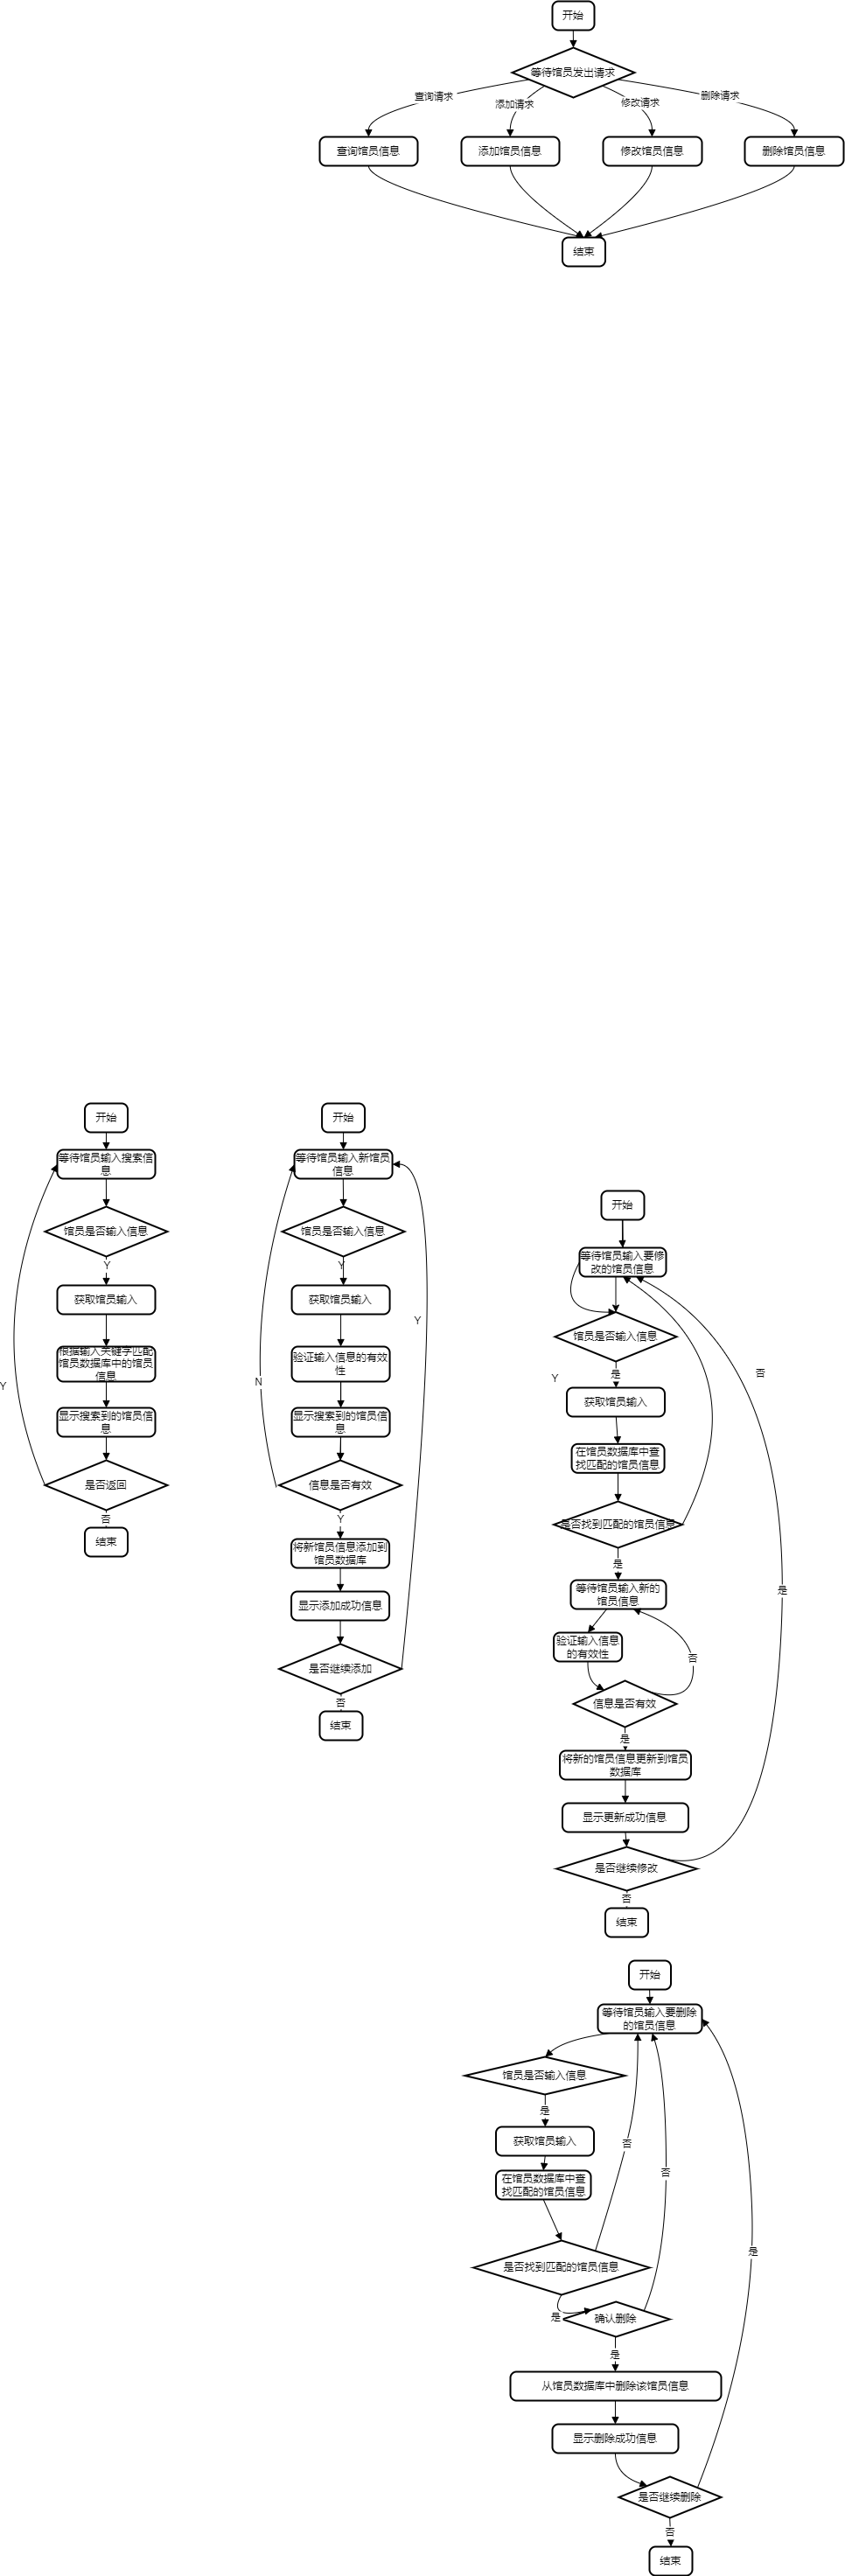 开始
等待馆员发出请求
查询请求
添加请求
修改请求
删除请求
查询馆员信息
添加馆员信息
修改馆员信息
删除馆员信息
结束
开始
等待馆员输入搜索信
息
馆员是否输入信息
Y
获取馆员输入
根据输入关键字匹配
馆员数据库中的馆员
信息
显示搜索到的馆员信
息
Y
是否返回
否
结束
开始
等待馆员输入新馆员
信息
馆员是否输入信息
Y
获取馆员输入
验证输入信息的有效
性
显示搜索到的馆员信
息
N
信息是否有效
Y
Y
将新馆员信息添加到
馆员数据库
显示添加成功信息
是否继续添加
否
结束
开始
等待馆员输入要修
改的馆员信息
馆员是否输入信息
Y
是
否
获取馆员输入
在馆员数据库中查
找匹配的馆员信息
是否找到匹配的馆员信息
是
等待馆员输入新的
馆员信息
验证输入信息
的有效性
否
信息是否有效
是
是
将新的馆员信息更新到馆员
数据库
显示更新成功信息
是否继续修改
否
结束
开始
等待馆员输入要删除
的馆员信息
馆员是否输入信息
是
获取馆员输入
在馆员数据库中查
找匹配的馆员信息
否
否
是否找到匹配的馆员信息
是
确认删除
是
是
从馆员数据库中删除该馆员信息
显示删除成功信息
是否继续删除
否
结束